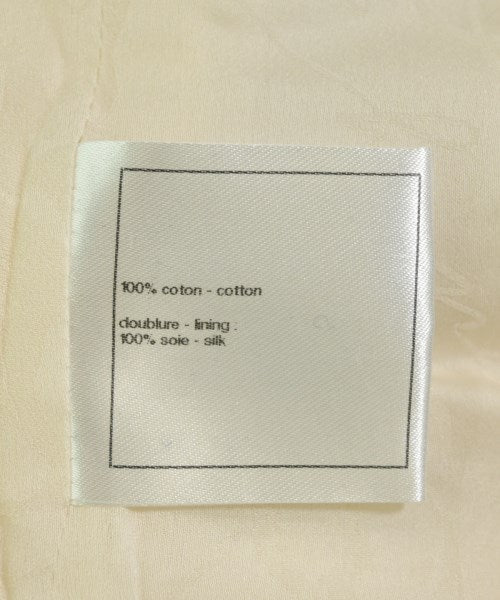 100% coton - cotton
doublure - lining :
100% soie - silk